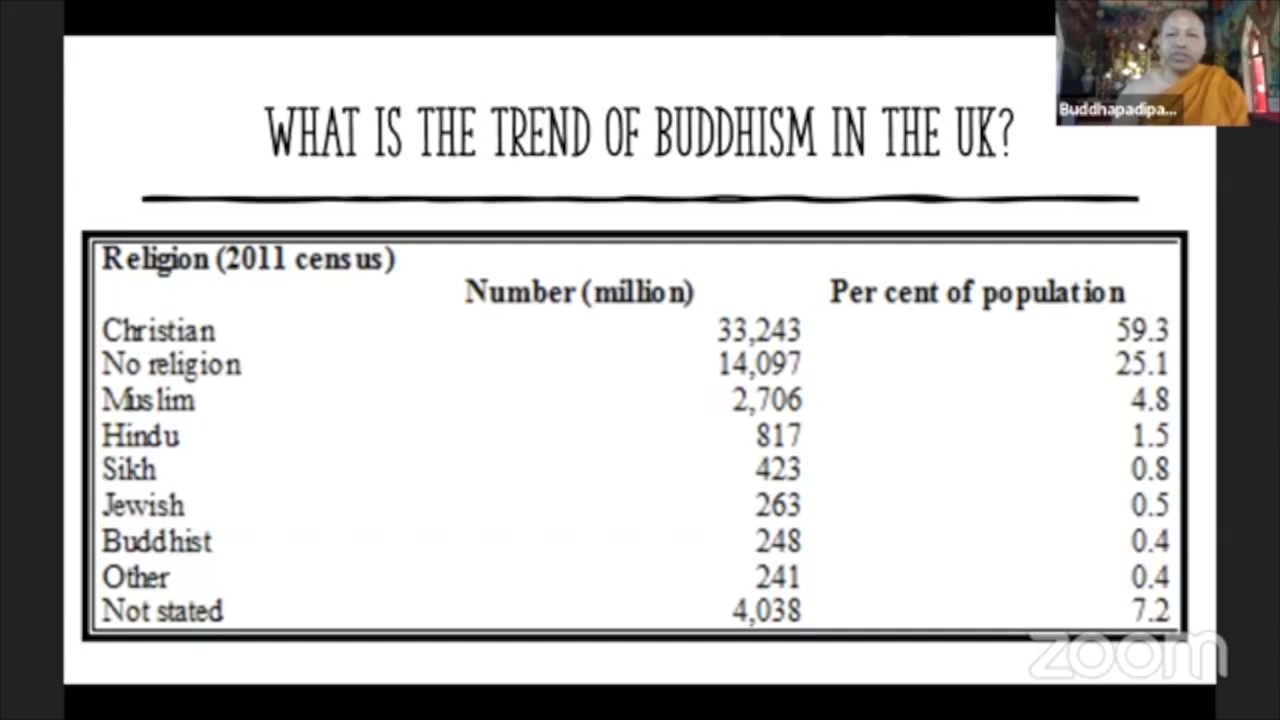 WHAT IS THE TREND OF BUDDHISM IN THE UK?
Buddhapadipa...
Religion (2011 census)
Number (million) Per cent of population
Christian 33,243 59.3
No religion 14,097 25.1
Muslim 2,706 4.8
Hindu 817 1.5
Sikh 423 0.8
Jewish 263 0.5
Buddhist 248 0.4
Other 241 0.4
Not stated 4,038 7.2
zoom